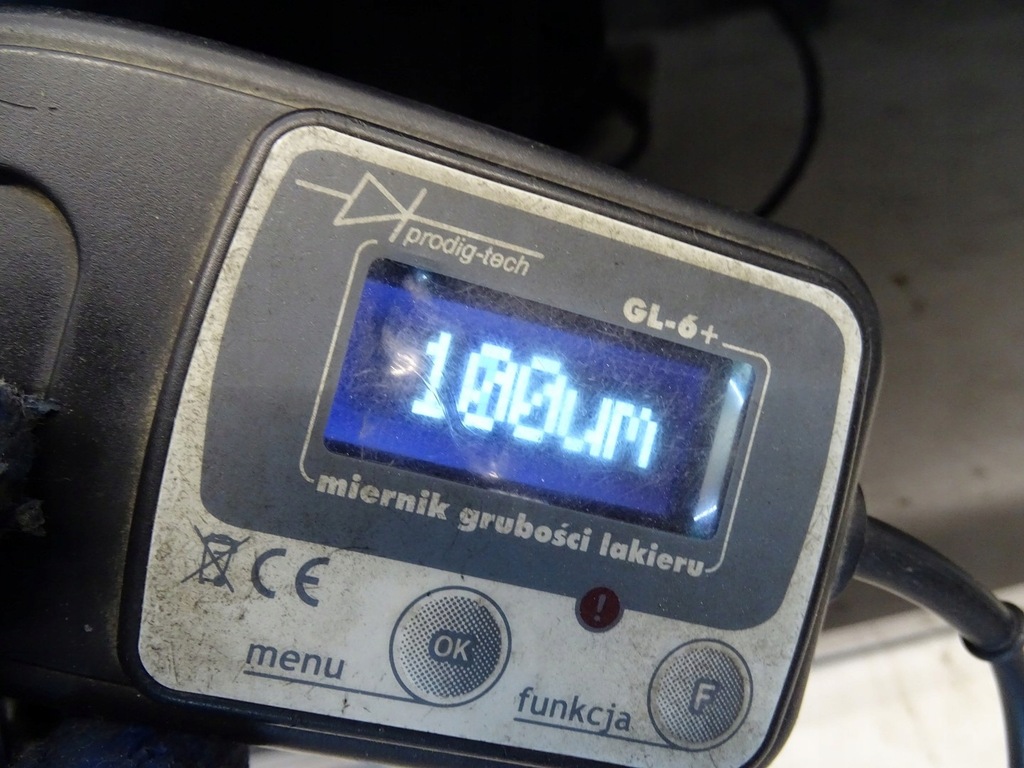 prodig-tech
GL-6+
100um
miernik grubości lakieru
CE
!
menu OK
funkcja F